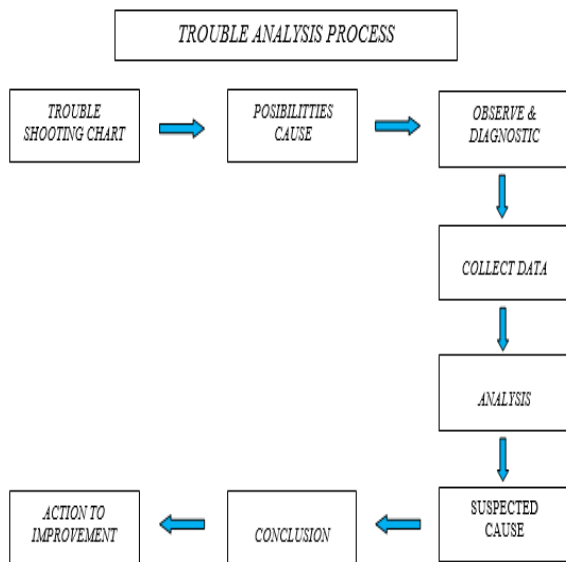 TROUBLE ANALYSIS PROCESS
TROUBLE
SHOOTING CHART
POSIBILITTIES
CAUSE
OBSERVE &
DIAGNOSTIC
COLLECT DATA
ANALYSIS
SUSPECTED
CAUSE
CONCLUSION
ACTION TO
IMPROVEMENT